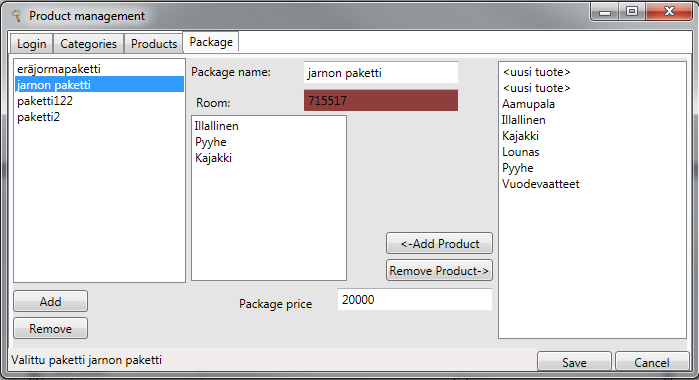 Product management
Login
Categories
Products
Package
eräjormapaketti
jarnon paketti
paketti122
paketti2
Add
Remove
Package name:
jarnon paketti
Room:
715517
Illallinen
Pyyhe
Kajakki
<-Add Product
Remove Product->
Package price
20000
<uusi tuote>
<uusi tuote>
Aamupala
Illallinen
Kajakki
Lounas
Pyyhe
Vuodevaatteet
Valittu paketti jarnon paketti
Save
Cancel